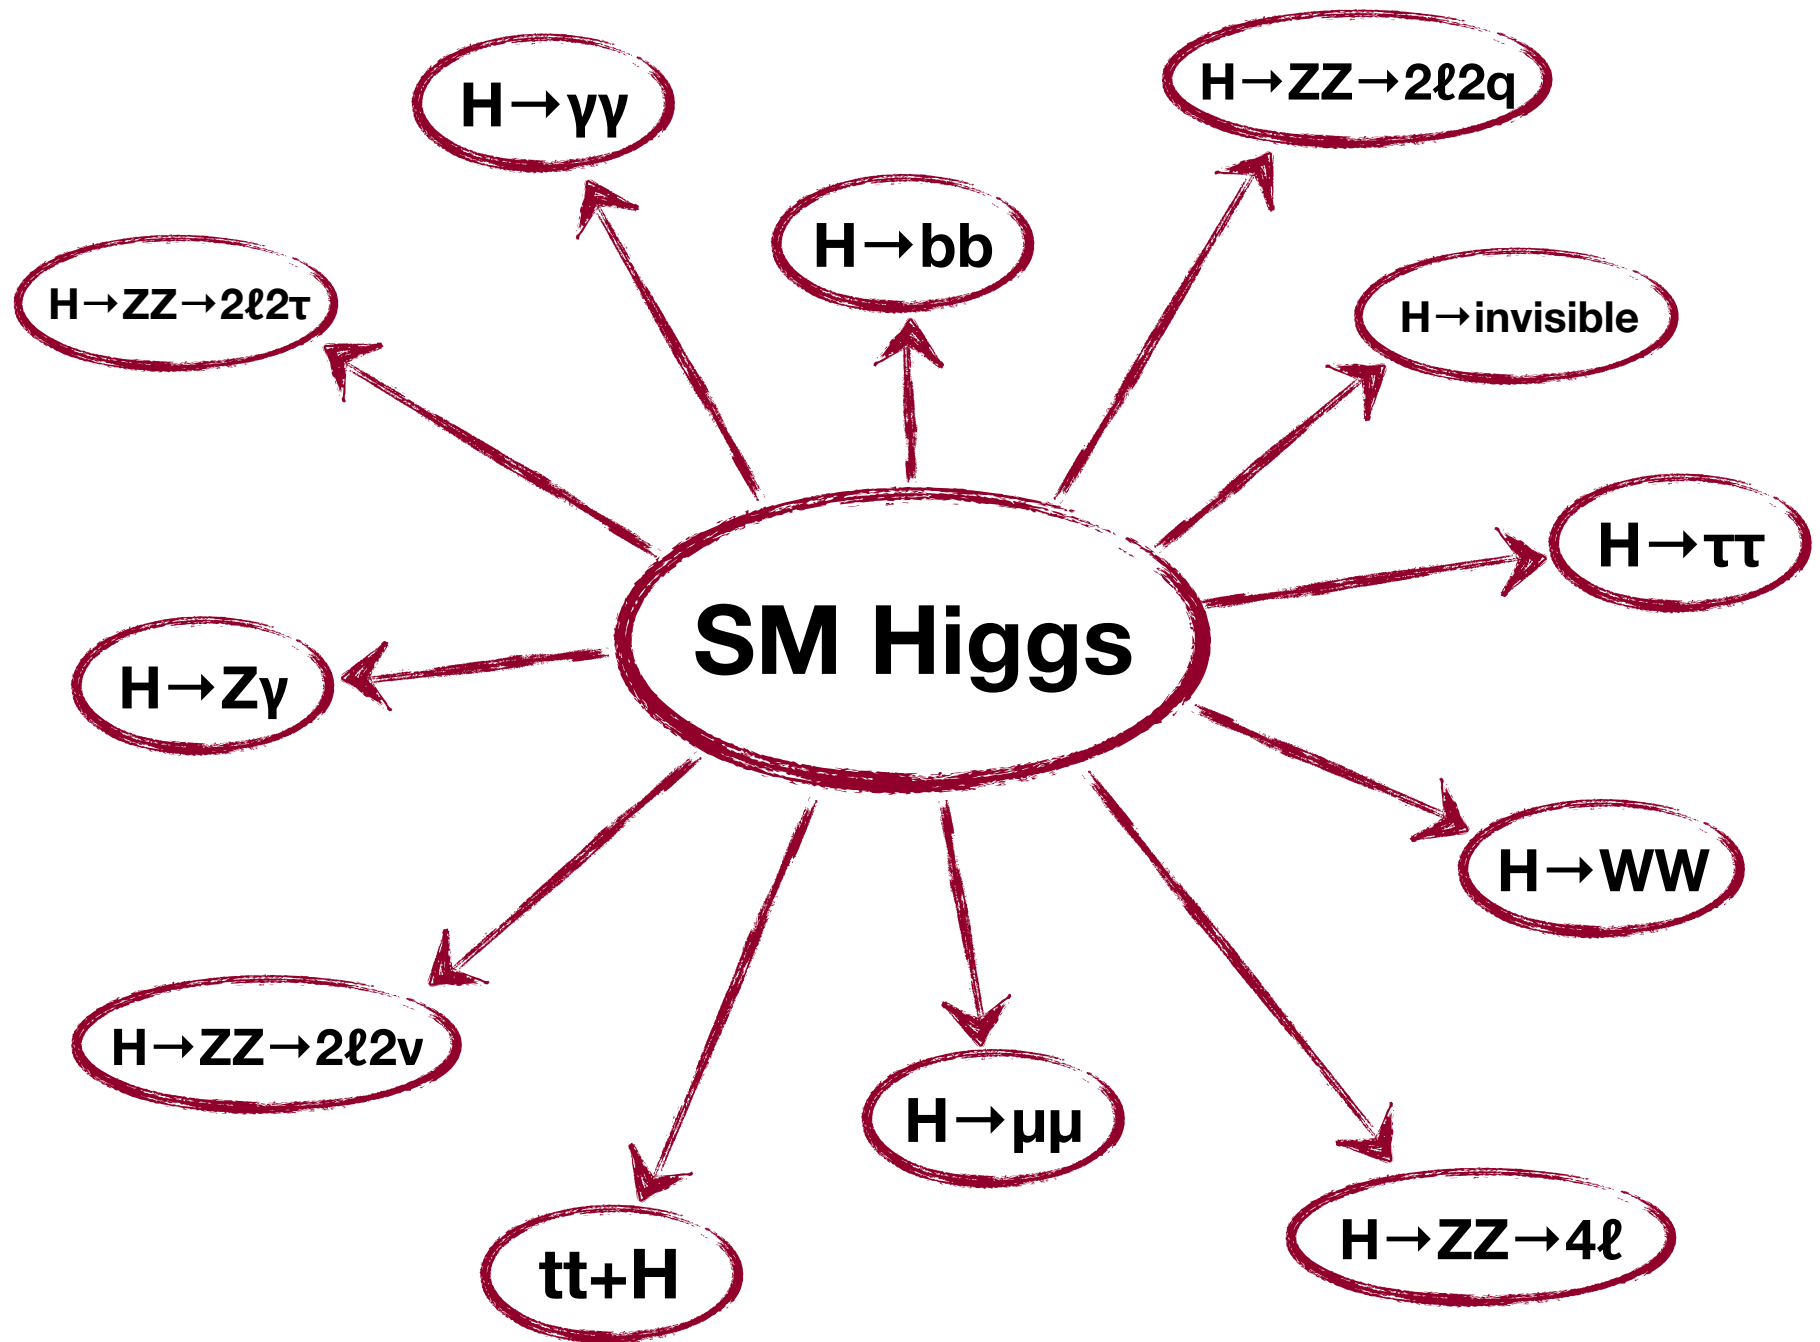 H→ZZ→2ℓ2q
H→γγ
H→bb
H→ZZ→2ℓ2τ
H→invisible
H→ττ
SM Higgs
H→Zγ
H→WW
H→ZZ→2ℓ2ν
H→μμ
H→ZZ→4ℓ
tt+H